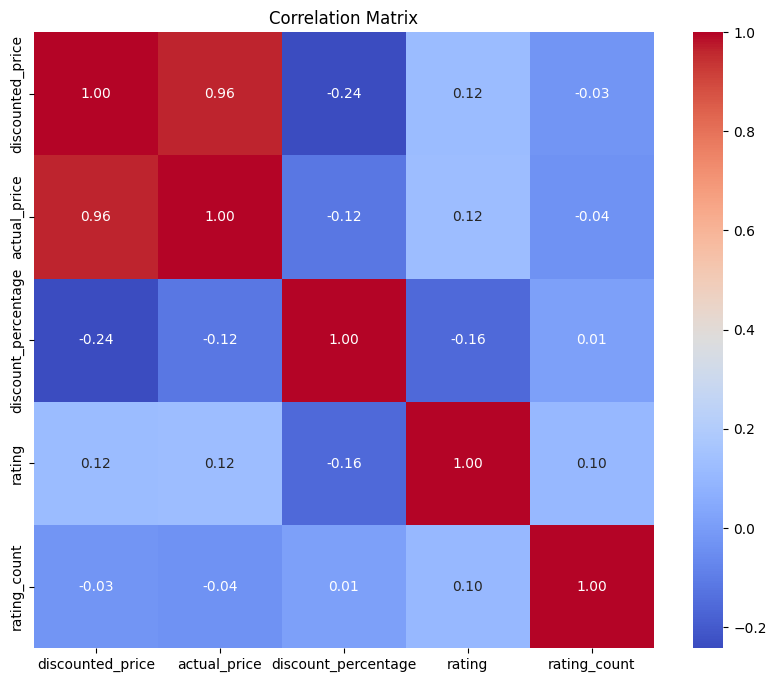 Correlation Matrix
discounted_price
1.00 0.96 -0.24 0.12 -0.03
actual_price
0.96 1.00 -0.12 0.12 -0.04
discount_percentage
-0.24 -0.12 1.00 -0.16 0.01
rating
0.12 0.12 -0.16 1.00 0.10
rating_count
-0.03 -0.04 0.01 0.10 1.00
discounted_price actual_price discount_percentage rating rating_count
1.0
0.8
0.6
0.4
0.2
0.0
−0.2